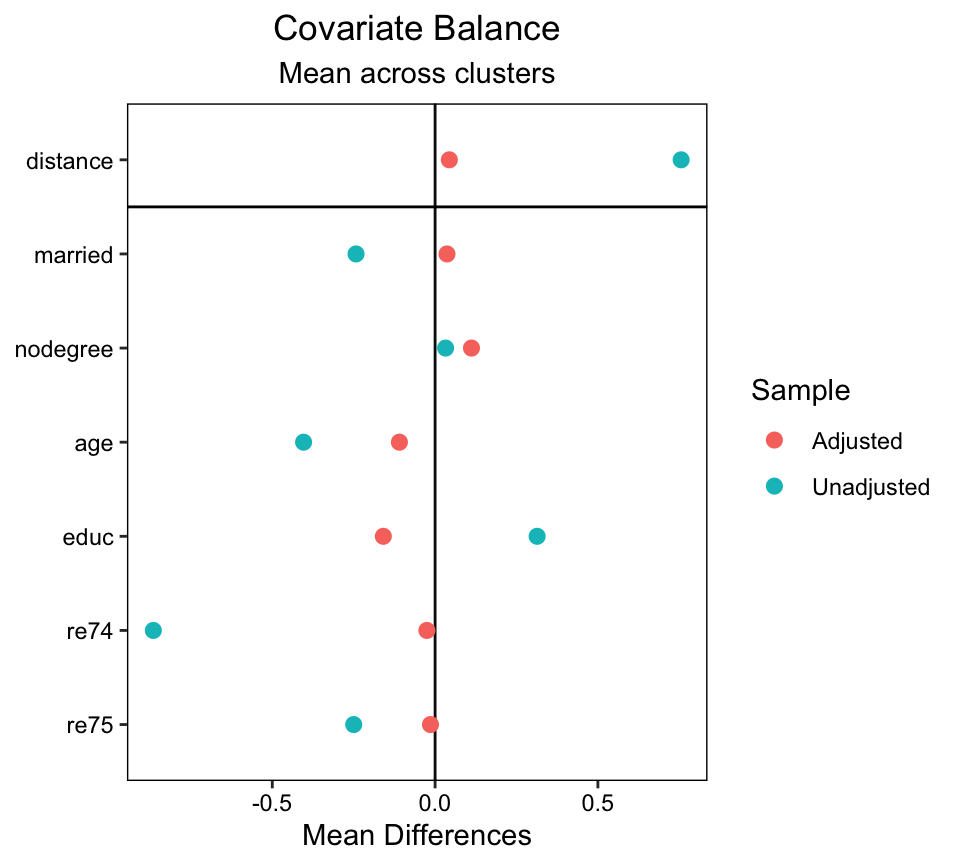 Covariate Balance
Mean across clusters
distance
married
nodegree
age
educ
re74
re75
-0.5 0.0 0.5
Mean Differences
Sample
Adjusted
Unadjusted